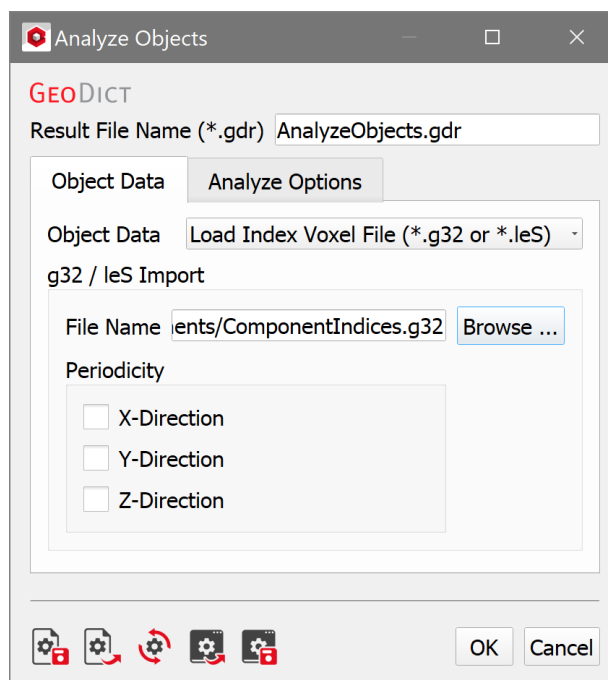 Analyze Objects
GEODICT
Result File Name (*.gdr) AnalyzeObjects.gdr
Object Data Analyze Options
Object Data Load Index Voxel File (*.g32 or *.leS)
g32 / leS Import
File Name ents/ComponentIndices.g32 Browse ...
Periodicity
X-Direction
Y-Direction
Z-Direction
OK Cancel